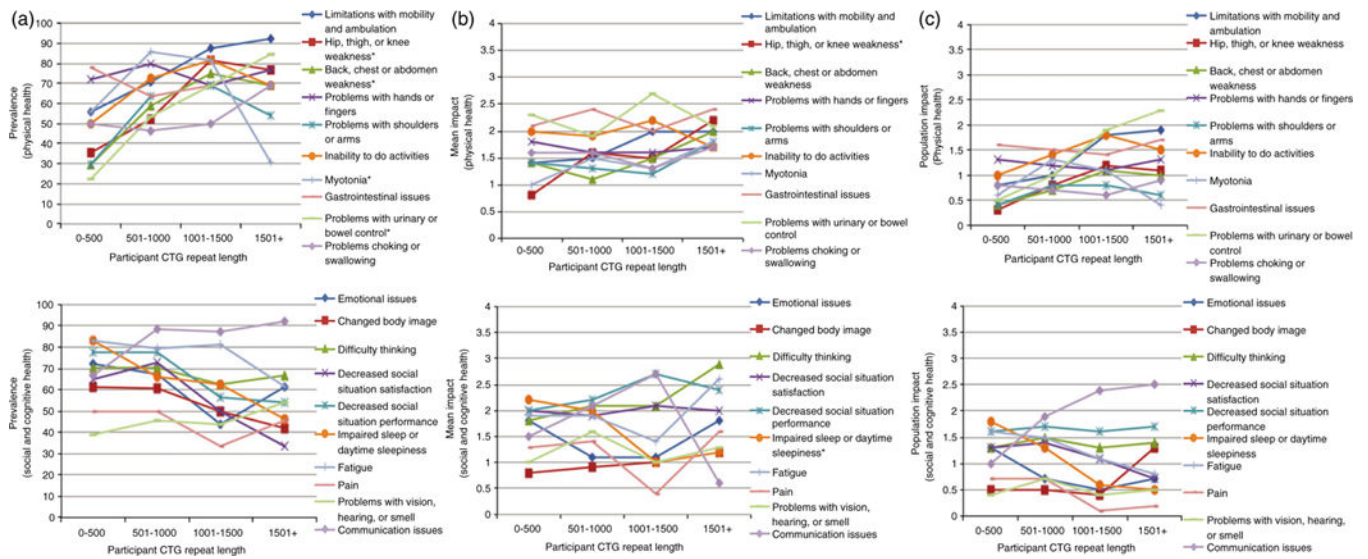 (a)
100
90
80
70
60
50
40
30
20
10
0
Prevalence
(physical health)
0-500
501-1000
1001-1500
1501+
Participant CTG repeat length
Limitations with mobility
and ambulation
Hip, thigh, or knee
weakness*
Back, chest or abdomen
weakness*
Problems with hands or
fingers
Problems with shoulders
or arms
Inability to do activities
Myotonia*
Gastrointestinal issues
Problems with urinary or
bowel control*
Problems choking or
swallowing
(b)
4
3.5
3
2.5
2
1.5
1
0.5
0
Mean impact
(physical health)
0-500
501-1000
1001-1500
1501+
Participant CTG repeat length
Limitations with mobility and
ambulation
Hip, thigh, or knee weakness*
Back, chest or abdomen
weakness
Problems with hands or fingers
Problems with shoulders or
arms
Inability to do activities
Myotonia
Gastrointestinal issues
Problems with urinary or bowel
control
Problems choking or
swallowing
(c)
4
3.5
3
2.5
2
1.5
1
0.5
0
Population impact
(Physical health)
0-500
501-1000
1001-1500
1501+
Participant CTG repeat length
Limitations with mobility and
ambulation
Hip, thigh, or knee weakness
Back, chest or abdomen
weakness
Problems with hands or fingers
Problems with shoulders or
arms
Inability to do activities
Myotonia
Gastrointestinal issues
Problems with urinary or bowel
control
Problems choking or
swallowing
100
90
80
70
60
50
40
30
20
10
0
Prevalence
(social and cognitive health)
0-500
501-1000
1001-1500
1501+
Participant CTG repeat length
Emotional issues
Changed body image
Difficulty thinking
Decreased social
situation satisfaction
Decreased social
situation performance
Impaired sleep or
daytime sleepiness
Fatigue
Pain
Problems with vision,
hearing, or smell
Communication issues
4
3.5
3
2.5
2
1.5
1
0.5
0
Mean impact
(social and cognitive health)
0-500
501-1000
1001-1500
1501+
Participant CTG repeat length
Emotional issues
Changed body image
Difficulty thinking
Decreased social situation
satisfaction
Decreased social situation
performance
Impaired sleep or daytime
sleepiness*
Fatigue
Pain
Problems with vision,
hearing, or smell
Communication issues
4
3.5
3
2.5
2
1.5
1
0.5
0
Population impact
(social and cognitive health)
0-500
501-1000
1001-1500
1501+
Participant CTG repeat length
Emotional issues
Changed body image
Difficulty thinking
Decreased social situation
satisfaction
Decreased social situation
performance
Impaired sleep or daytime
sleepiness
Fatigue
Pain
Problems with vision, hearing,
or smell
Communication issues